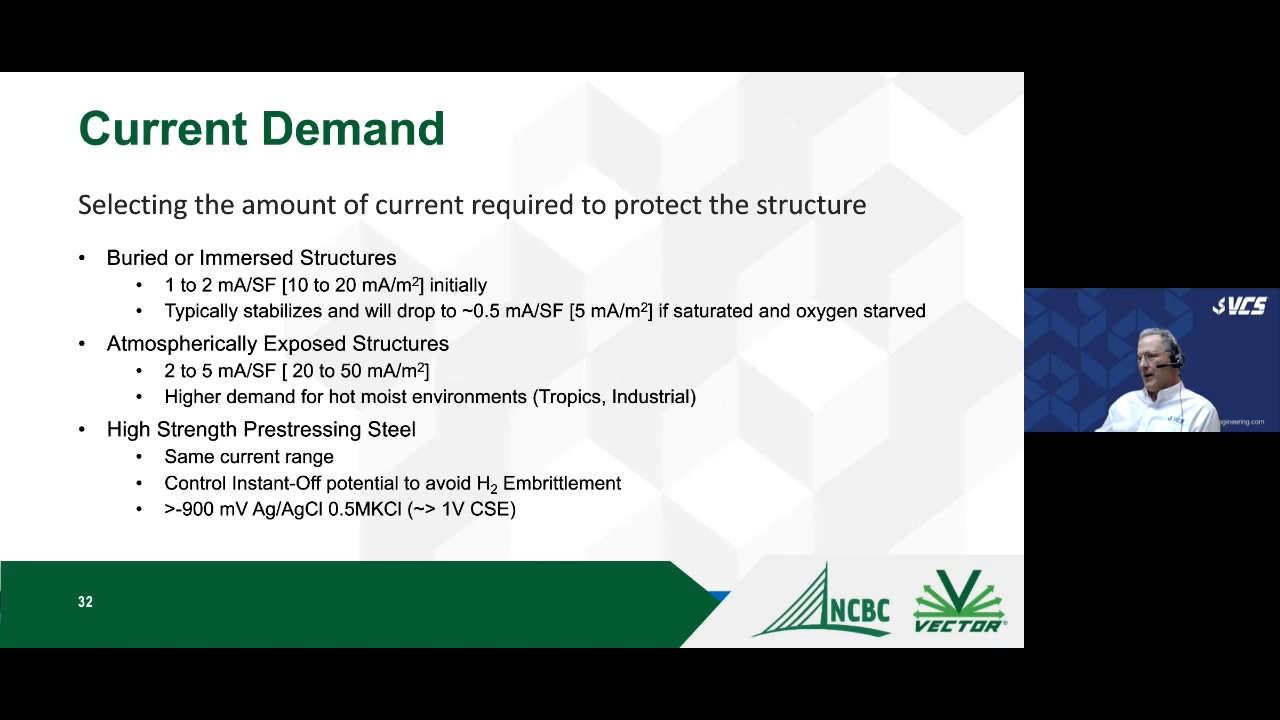 Current Demand
Selecting the amount of current required to protect the structure
• Buried or Immersed Structures
• 1 to 2 mA/SF [10 to 20 mA/m²] initially
• Typically stabilizes and will drop to ~0.5 mA/SF [5 mA/m²] if saturated and oxygen starved
• Atmospherically Exposed Structures
• 2 to 5 mA/SF [ 20 to 50 mA/m²]
• Higher demand for hot moist environments (Tropics, Industrial)
• High Strength Prestressing Steel
• Same current range
• Control Instant-Off potential to avoid H₂ Embrittlement
• >-900 mV Ag/AgCl 0.5MKCl (~> 1V CSE)
32
NCBC
VECTOR®
VCS
gineering.com